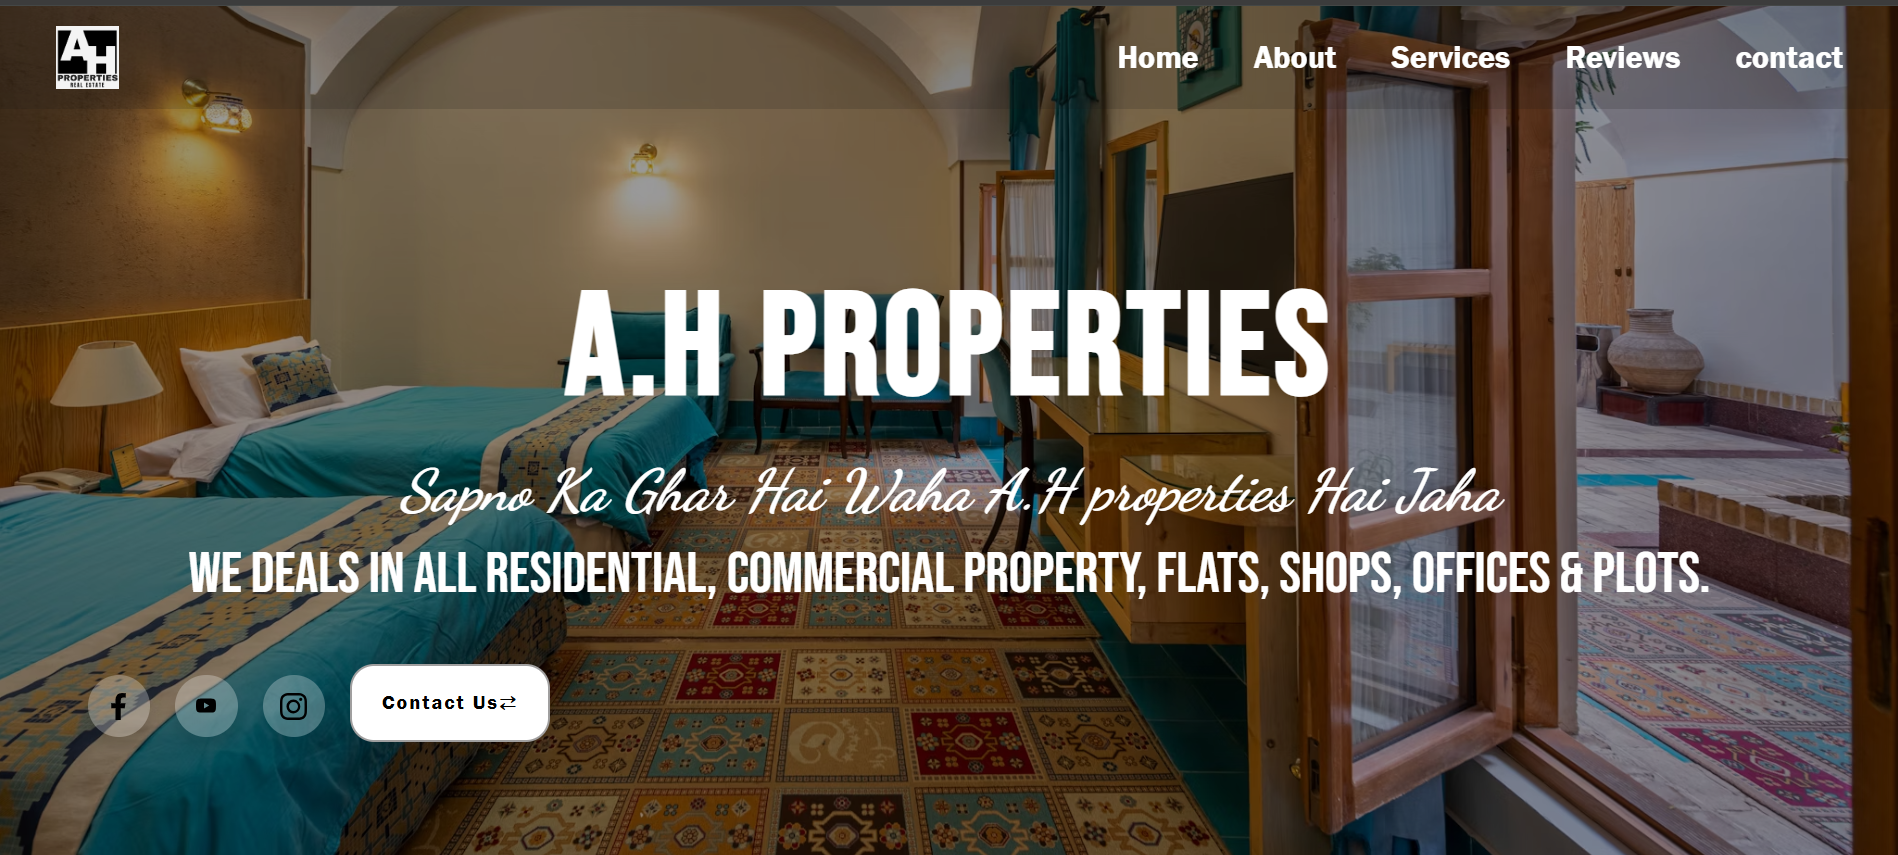 AH
PROPERTIES
REAL ESTATE
Home About Services Reviews contact
A.H PROPERTIES
Sapno Ka Ghar Hai Waha A.H properties Hai Jaha
WE DEALS IN ALL RESIDENTIAL, COMMERCIAL PROPERTY, FLATS, SHOPS, OFFICES & PLOTS.
Contact Us⇄